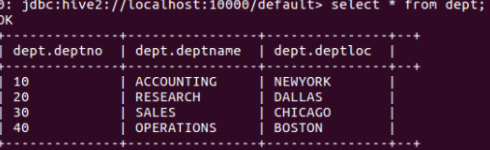 0: jdbc:hive2://localhost:10000/default> select * from dept;
OK
+--------------+----------------+---------------+--+
| dept.deptno | dept.deptname | dept.deptloc |
+--------------+----------------+---------------+--+
| 10 | ACCOUNTING | NEWYORK |
| 20 | RESEARCH | DALLAS |
| 30 | SALES | CHICAGO |
| 40 | OPERATIONS | BOSTON |
+--------------+----------------+---------------+--+